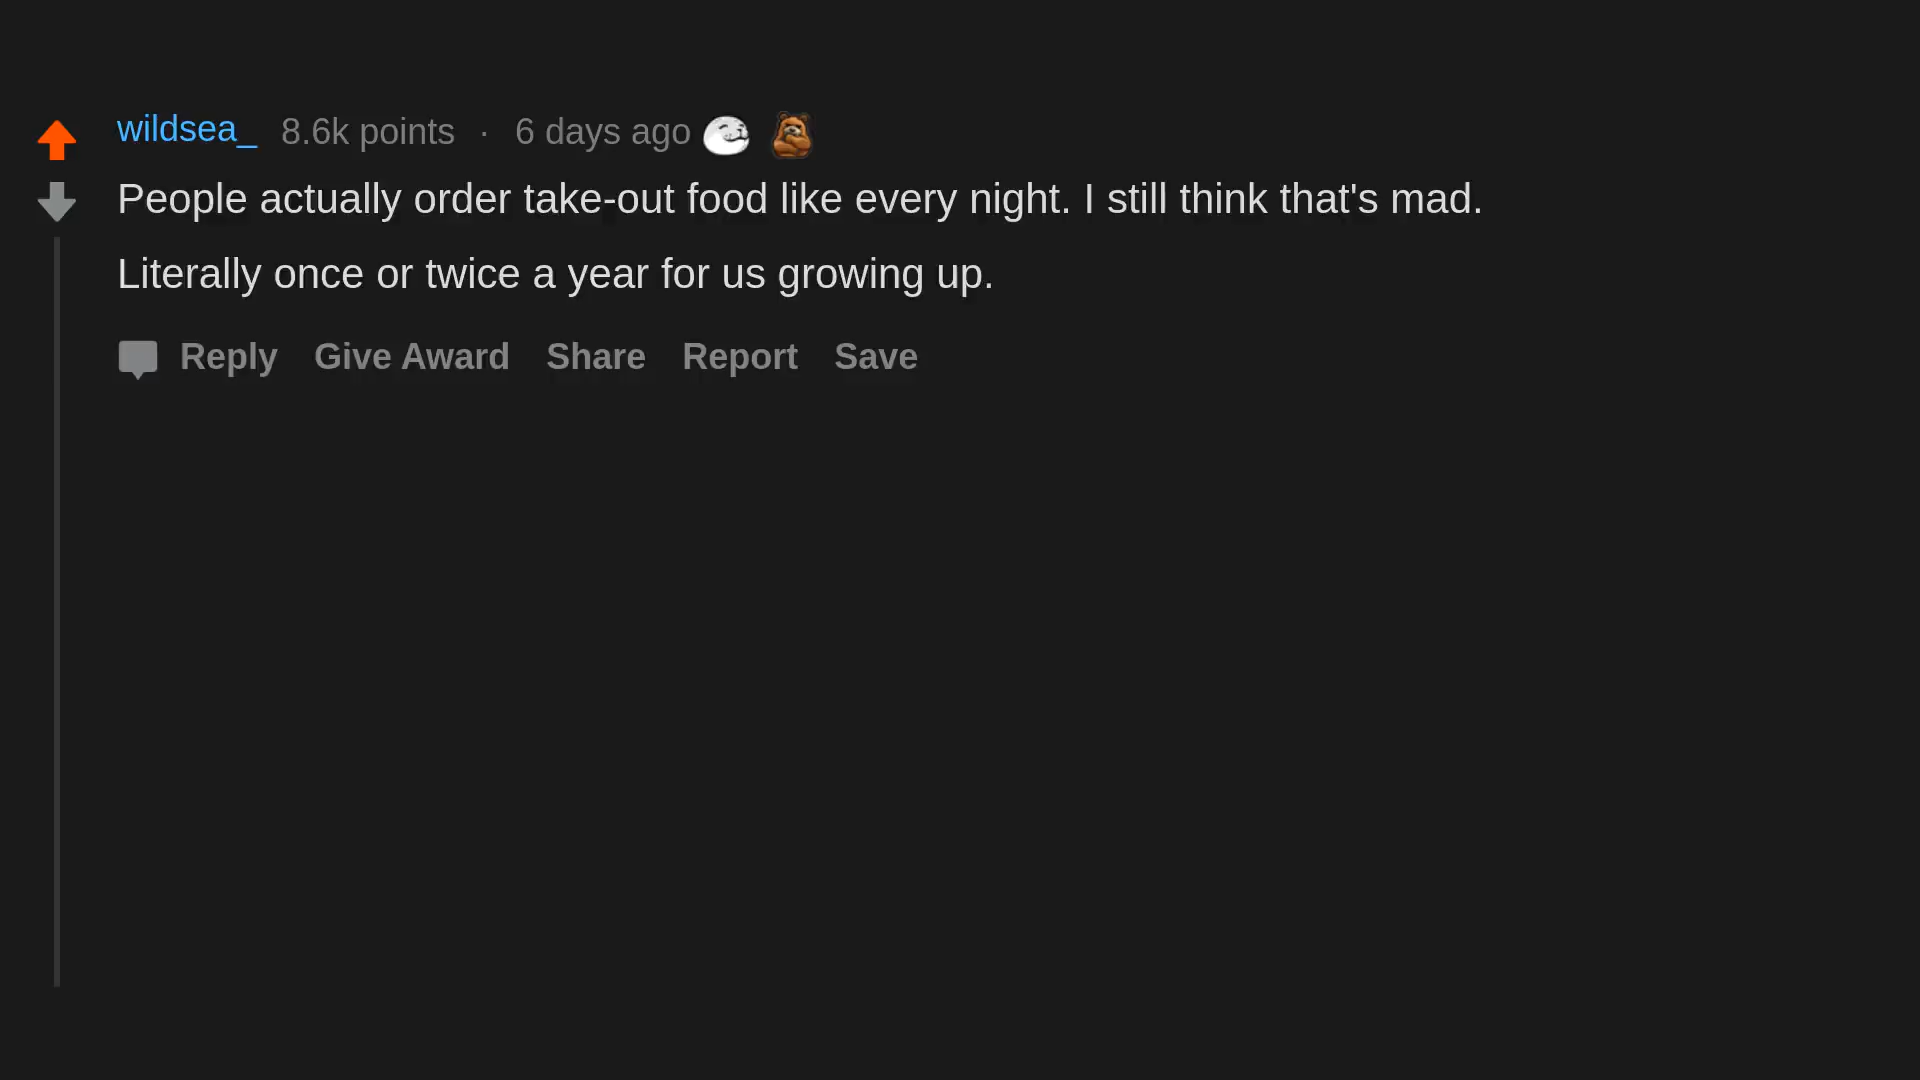 wildsea_ 8.6k points · 6 days ago
People actually order take-out food like every night. I still think that's mad.
Literally once or twice a year for us growing up.
Reply Give Award Share Report Save